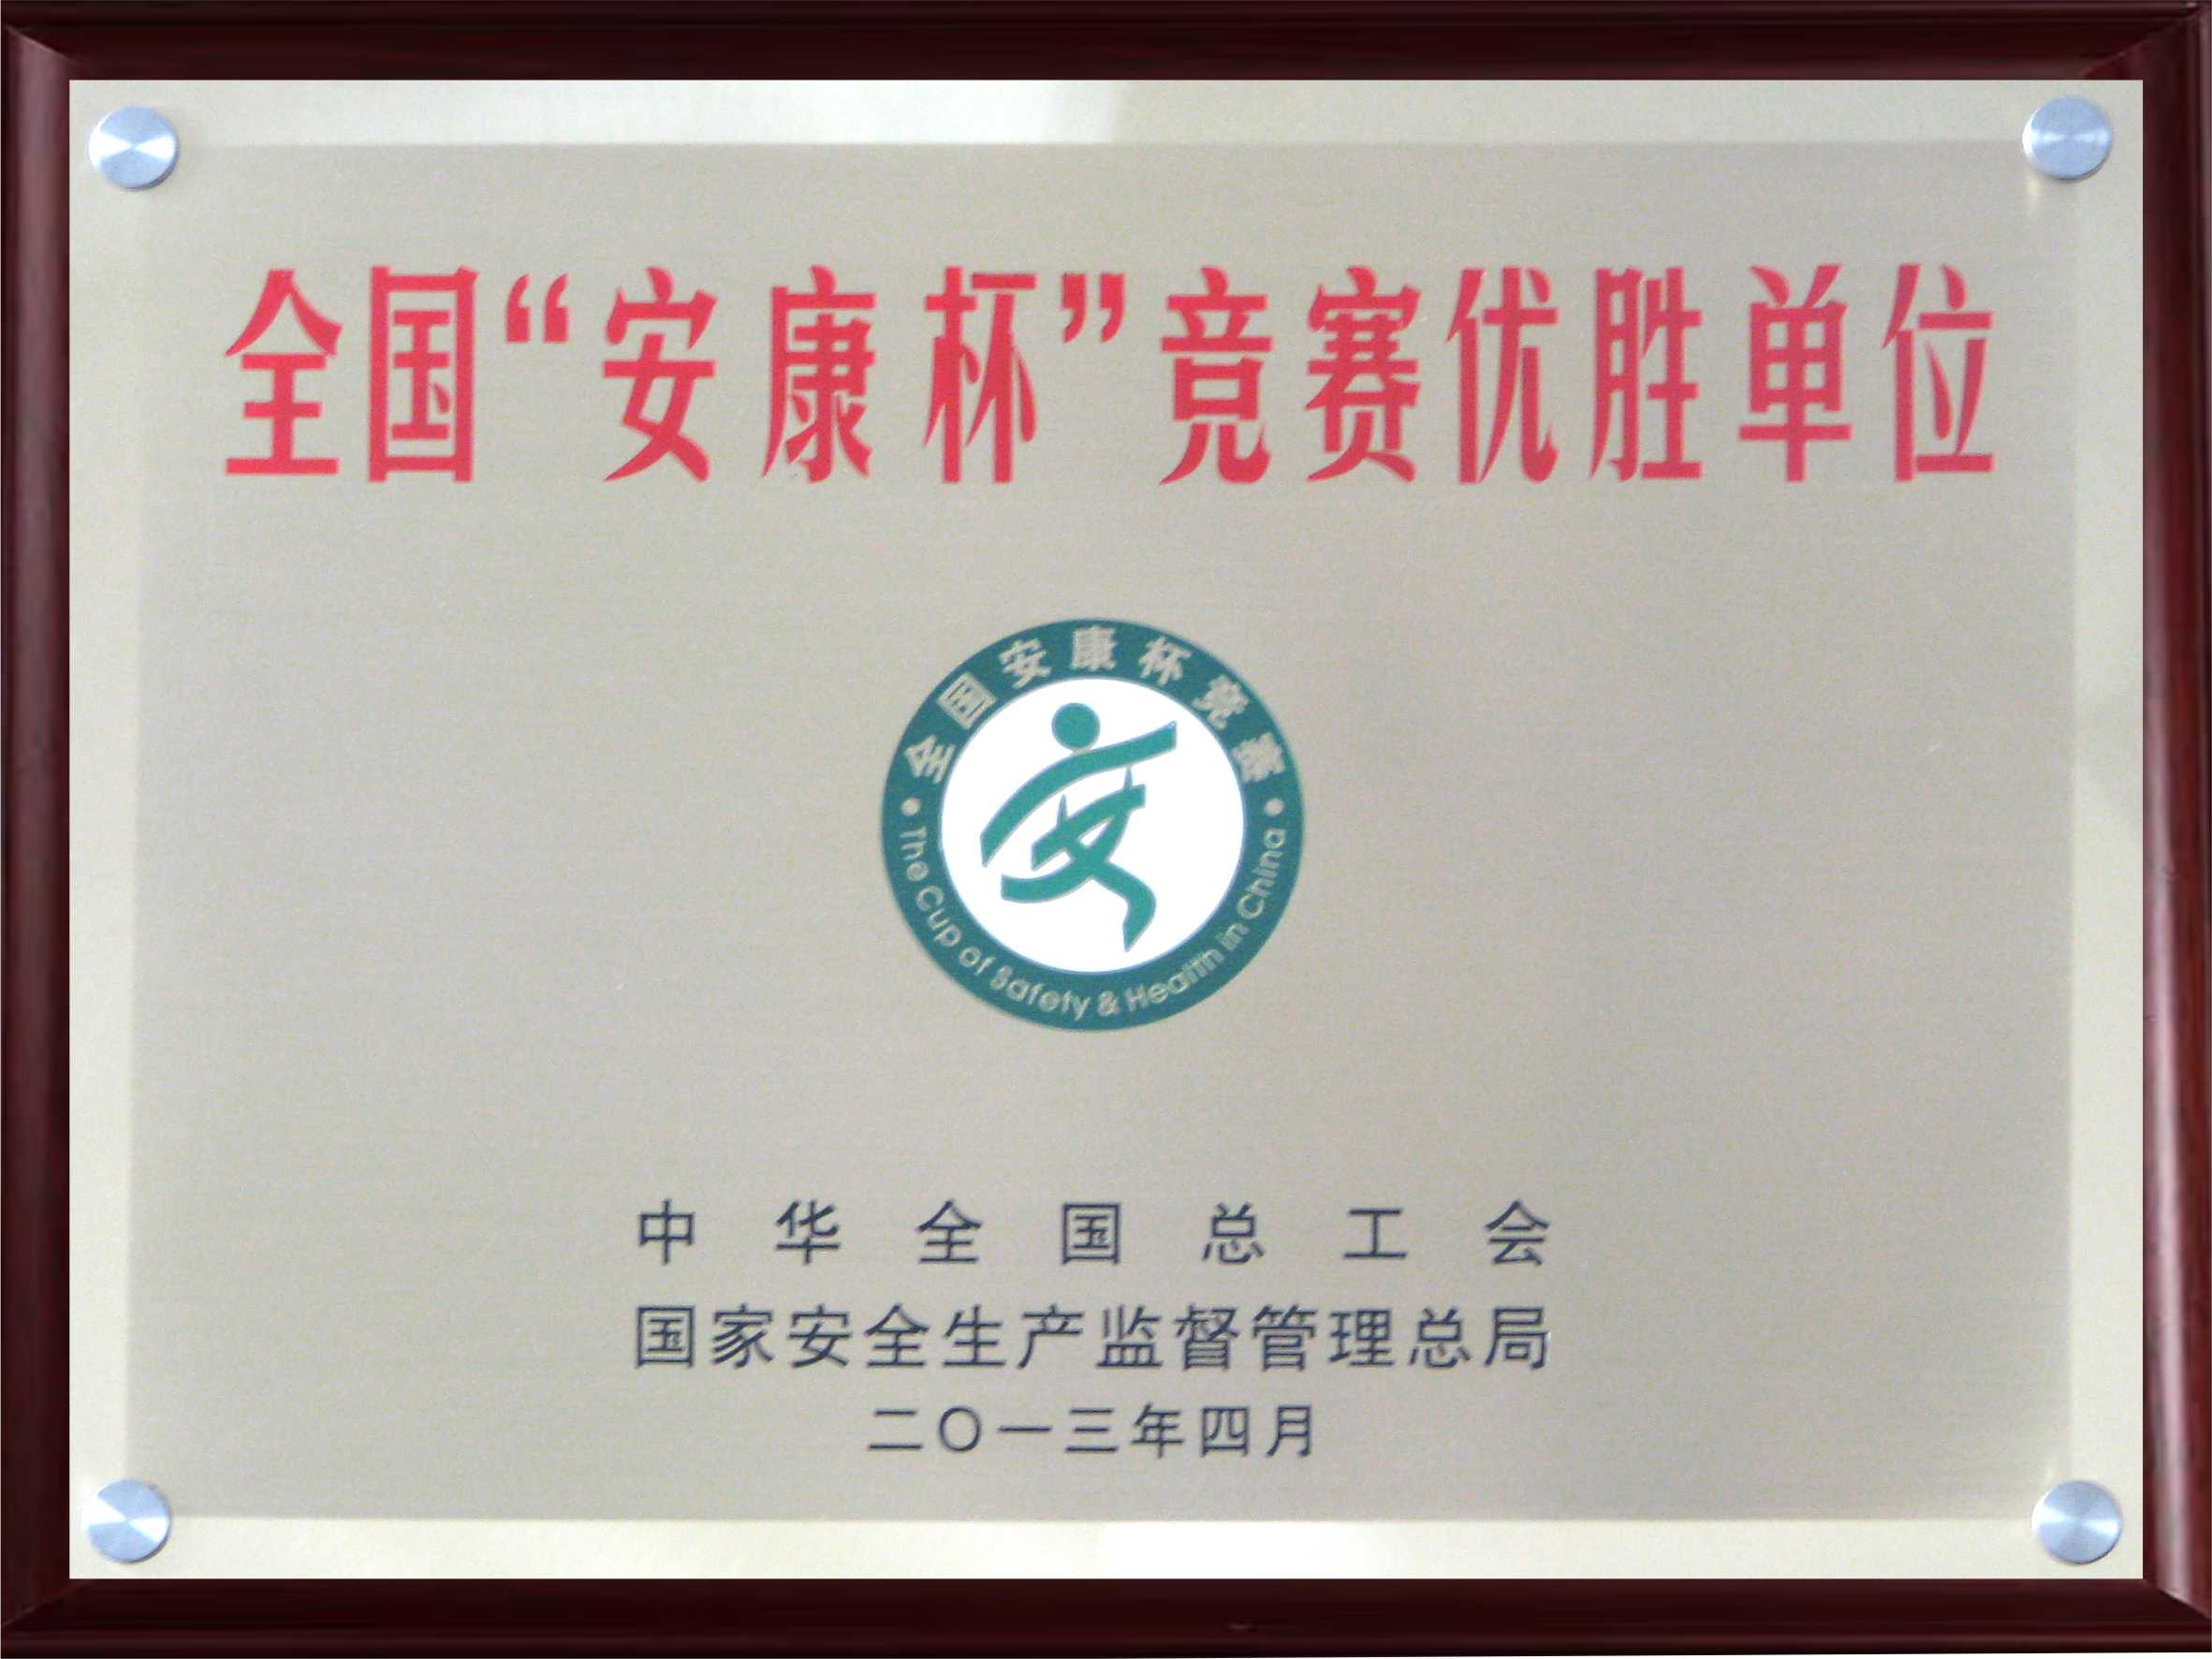 全国“安康杯”竞赛优胜单位
全国安康杯竞赛
The Cup of Safety & Health in China
中华全国总工会
国家安全生产监督管理总局
二〇一三年四月